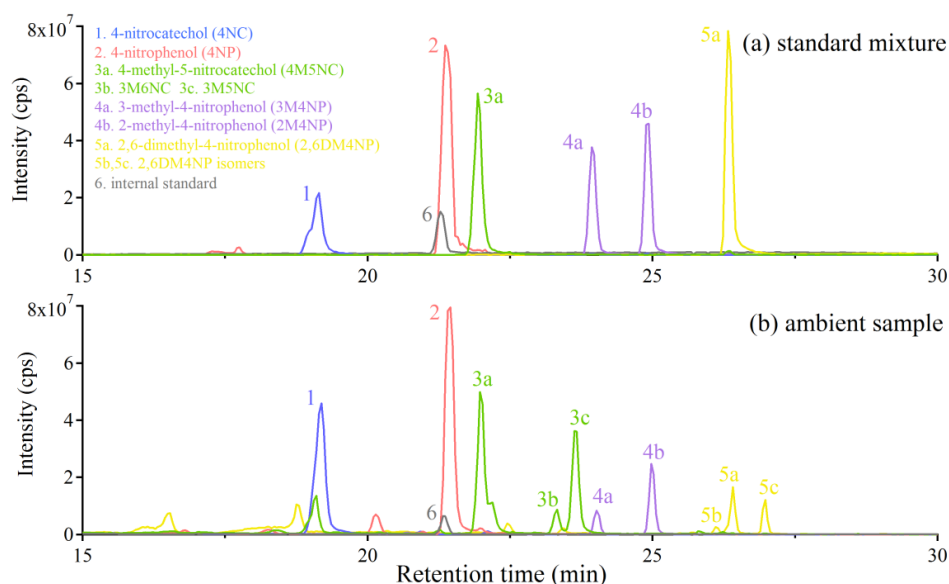 8x10⁷
6
4
2
0
Intensity (cps)
1. 4-nitrocatechol (4NC)
2. 4-nitrophenol (4NP)
3a. 4-methyl-5-nitrocatechol (4M5NC)
3b. 3M6NC 3c. 3M5NC
4a. 3-methyl-4-nitrophenol (3M4NP)
4b. 2-methyl-4-nitrophenol (2M4NP)
5a. 2,6-dimethyl-4-nitrophenol (2,6DM4NP)
5b,5c. 2,6DM4NP isomers
6. internal standard
(a) standard mixture
1
2
6
3a
4a
4b
5a
15 20 25 30
8x10⁷
6
4
2
0
Intensity (cps)
(b) ambient sample
1
2
6
3a
3b
3c
4a
4b
5b
5a
5c
15 20 25 30
Retention time (min)